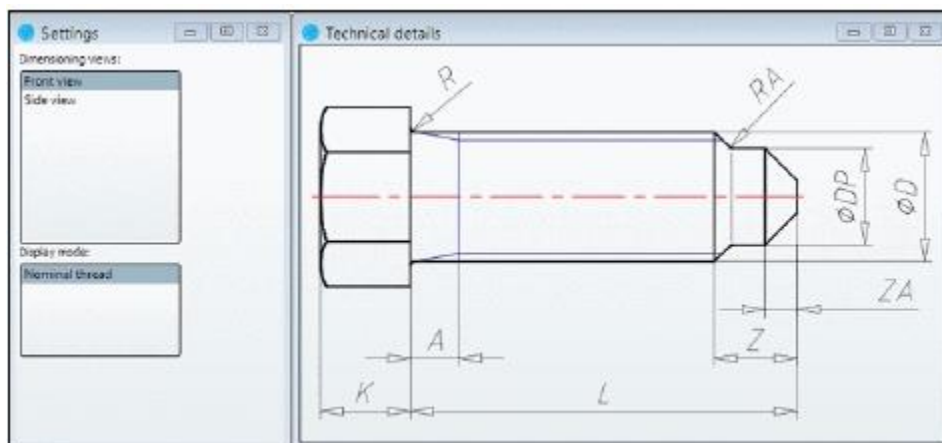 Settings
Dimensioning views:
Front view
Side view
Display mode:
Nominal thread
Technical details
R
RA
ØDP
ØD
ZA
A
Z
K
L